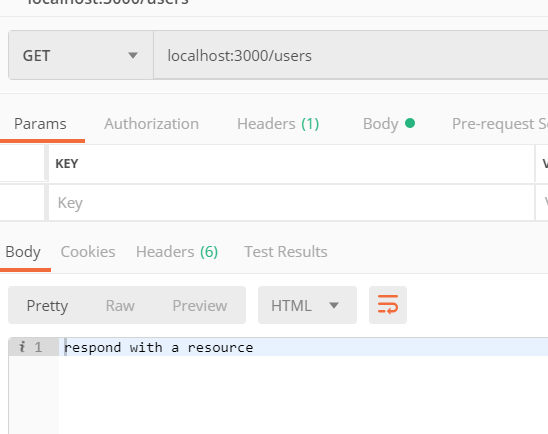 localhost:3000/users
GET localhost:3000/users
Params Authorization Headers (1) Body Pre-request S
KEY V
Key V
Body Cookies Headers (6) Test Results
Pretty Raw Preview HTML
i 1 respond with a resource